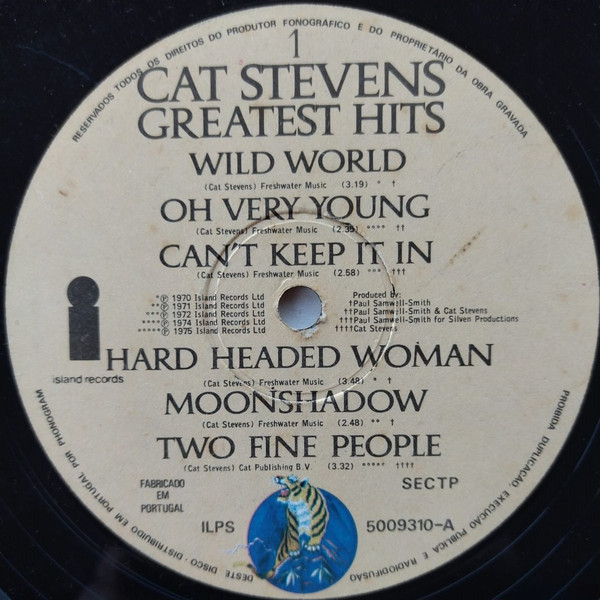 RESERVADOS TODOS OS DIREITOS DO PRODUTOR FONOGRÁFICO E DO PROPRIETÁRIO DA OBRA GRAVADA
1
CAT STEVENS
GREATEST HITS
WILD WORLD
(Cat Stevens) Freshwater Music (3.19) * †
OH VERY YOUNG
(Cat Stevens) Freshwater Music (2.35) **** ††
CAN'T KEEP IT IN
(Cat Stevens) Freshwater Music (2.58) *** †††
*℗ 1970 Island Records Ltd
**℗ 1971 Island Records Ltd
***℗ 1972 Island Records Ltd
****℗ 1974 Island Records Ltd
*****℗ 1975 Island Records Ltd
Produced by:
†Paul Samwell-Smith
††Paul Samwell-Smith & Cat Stevens
†††Paul Samwell-Smith for Silven Productions
††††Cat Stevens
island records
HARD HEADED WOMAN
(Cat Stevens) Freshwater Music (3.48) * †
MOONSHADOW
(Cat Stevens) Freshwater Music (2.48) ** †
TWO FINE PEOPLE
(Cat Stevens) Cat Publishing B.V. (3.32) ***** ††††
FABRICADO
EM
PORTUGAL
SECTP
ILPS 5009310-A
PROIBIDA DUPLICAÇÃO, EXECUÇÃO PÚBLICA E RADIODIFUSÃO
DESTE DISCO · DISTRIBUIDO EM PORTUGAL POR PHONOGRAM